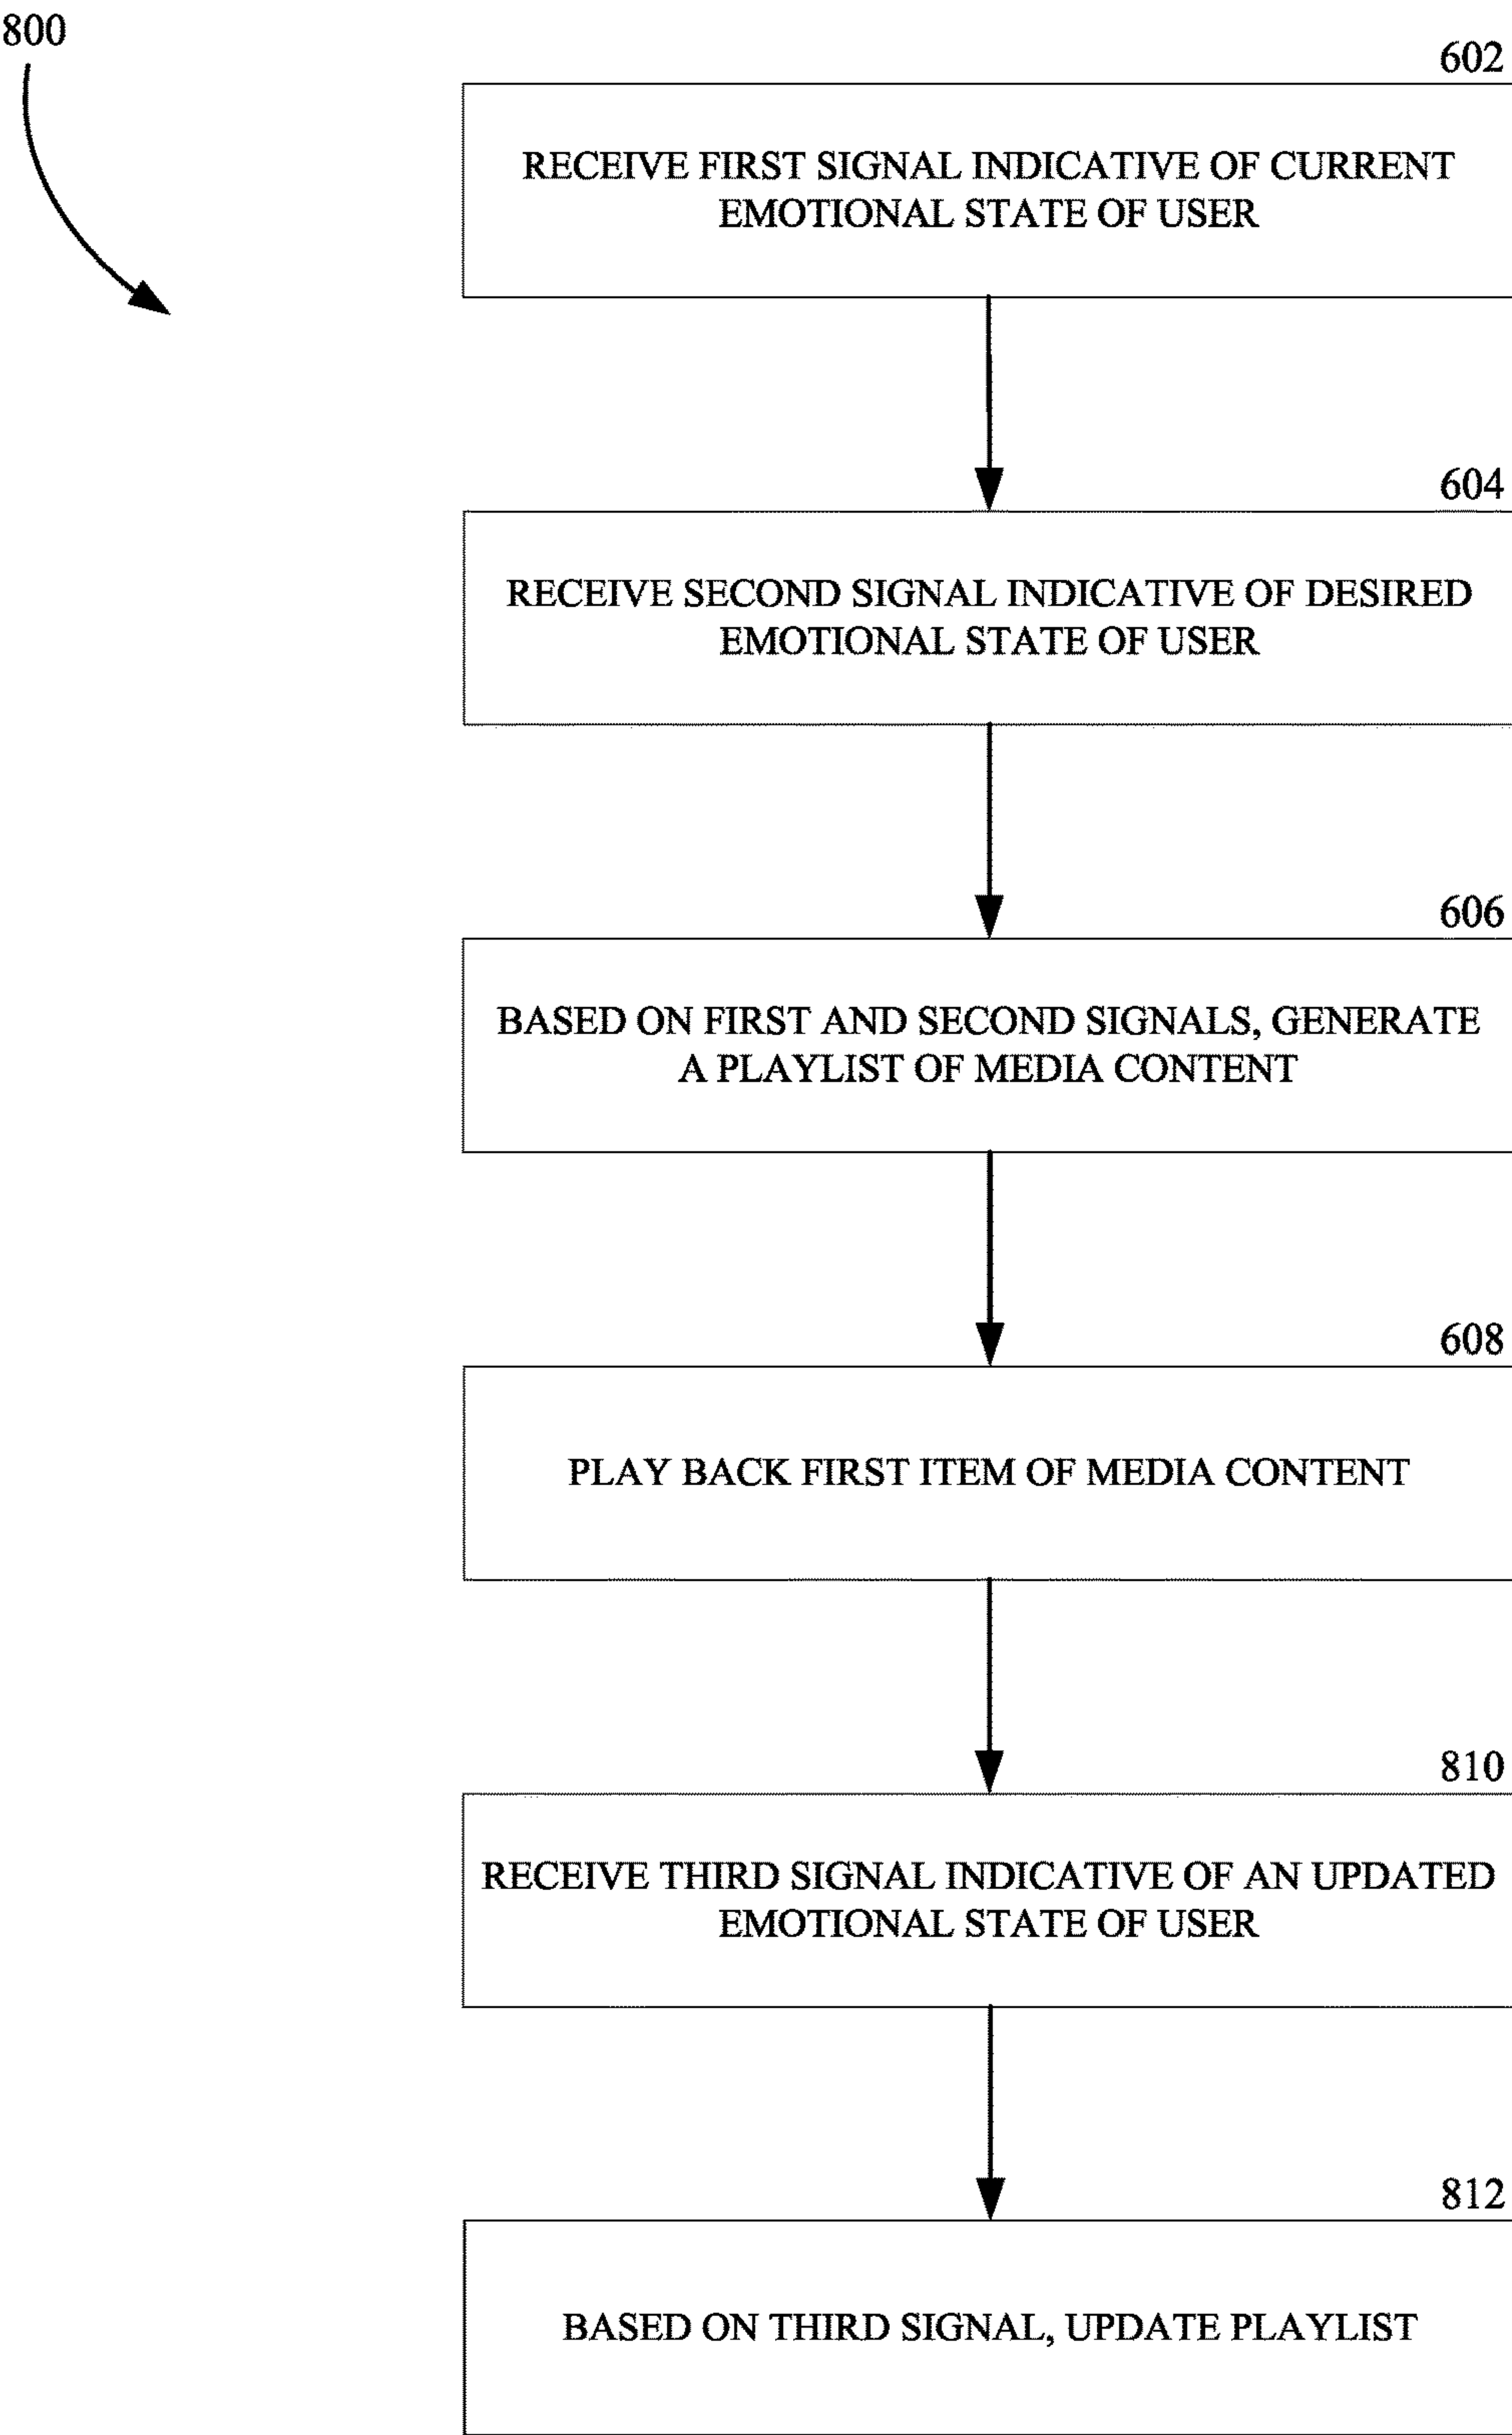 800
602
RECEIVE FIRST SIGNAL INDICATIVE OF CURRENT
EMOTIONAL STATE OF USER
604
RECEIVE SECOND SIGNAL INDICATIVE OF DESIRED
EMOTIONAL STATE OF USER
606
BASED ON FIRST AND SECOND SIGNALS, GENERATE
A PLAYLIST OF MEDIA CONTENT
608
PLAY BACK FIRST ITEM OF MEDIA CONTENT
810
RECEIVE THIRD SIGNAL INDICATIVE OF AN UPDATED
EMOTIONAL STATE OF USER
812
BASED ON THIRD SIGNAL, UPDATE PLAYLIST